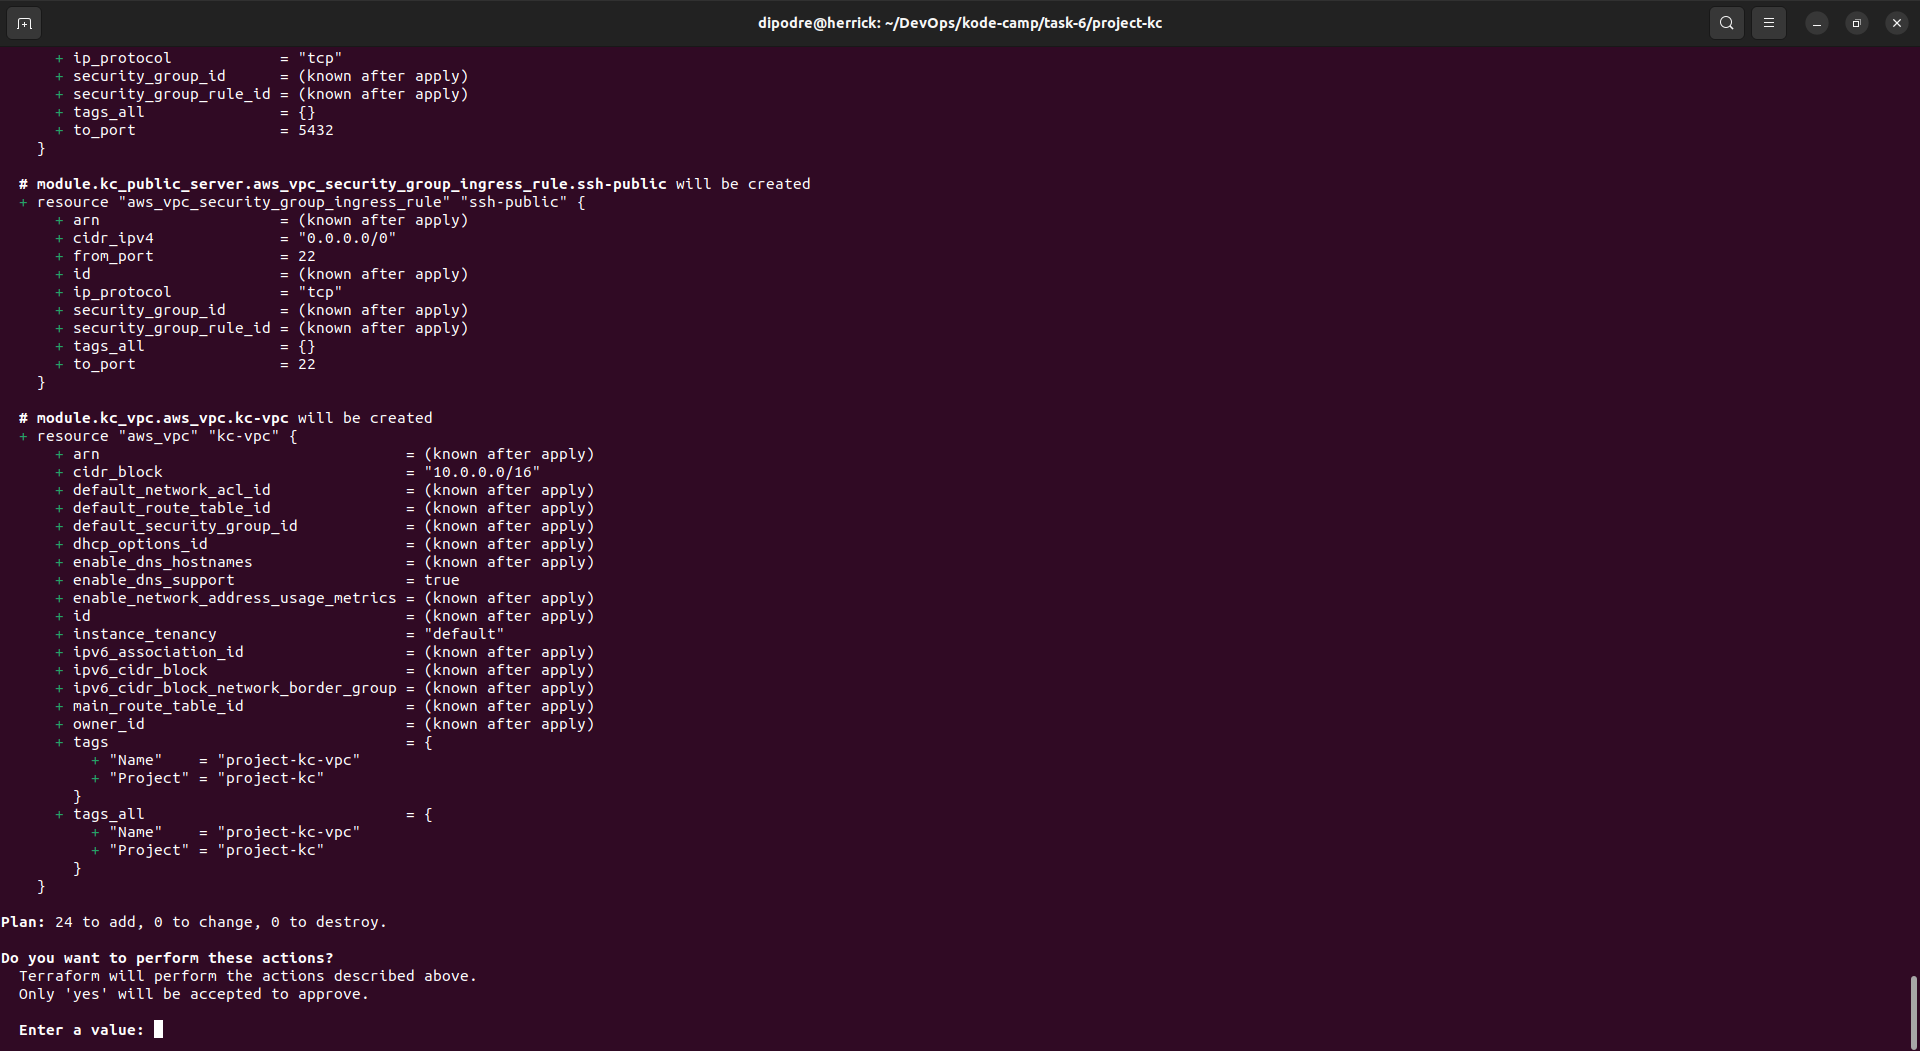 dipodre@herrick: ~/DevOps/kode-camp/task-6/project-kc
      + ip_protocol            = "tcp"
      + security_group_id      = (known after apply)
      + security_group_rule_id = (known after apply)
      + tags_all               = {}
      + to_port                = 5432
    }
  # module.kc_public_server.aws_vpc_security_group_ingress_rule.ssh-public will be created
  + resource "aws_vpc_security_group_ingress_rule" "ssh-public" {
      + arn                    = (known after apply)
      + cidr_ipv4              = "0.0.0.0/0"
      + from_port              = 22
      + id                     = (known after apply)
      + ip_protocol            = "tcp"
      + security_group_id      = (known after apply)
      + security_group_rule_id = (known after apply)
      + tags_all               = {}
      + to_port                = 22
    }
  # module.kc_vpc.aws_vpc.kc-vpc will be created
  + resource "aws_vpc" "kc-vpc" {
      + arn                                  = (known after apply)
      + cidr_block                           = "10.0.0.0/16"
      + default_network_acl_id               = (known after apply)
      + default_route_table_id               = (known after apply)
      + default_security_group_id            = (known after apply)
      + dhcp_options_id                      = (known after apply)
      + enable_dns_hostnames                 = (known after apply)
      + enable_dns_support                   = true
      + enable_network_address_usage_metrics = (known after apply)
      + id                                   = (known after apply)
      + instance_tenancy                     = "default"
      + ipv6_association_id                  = (known after apply)
      + ipv6_cidr_block                      = (known after apply)
      + ipv6_cidr_block_network_border_group = (known after apply)
      + main_route_table_id                  = (known after apply)
      + owner_id                             = (known after apply)
      + tags                                 = {
          + "Name"    = "project-kc-vpc"
          + "Project" = "project-kc"
        }
      + tags_all                             = {
          + "Name"    = "project-kc-vpc"
          + "Project" = "project-kc"
        }
    }
Plan: 24 to add, 0 to change, 0 to destroy.
Do you want to perform these actions?
  Terraform will perform the actions described above.
  Only 'yes' will be accepted to approve.
  Enter a value: